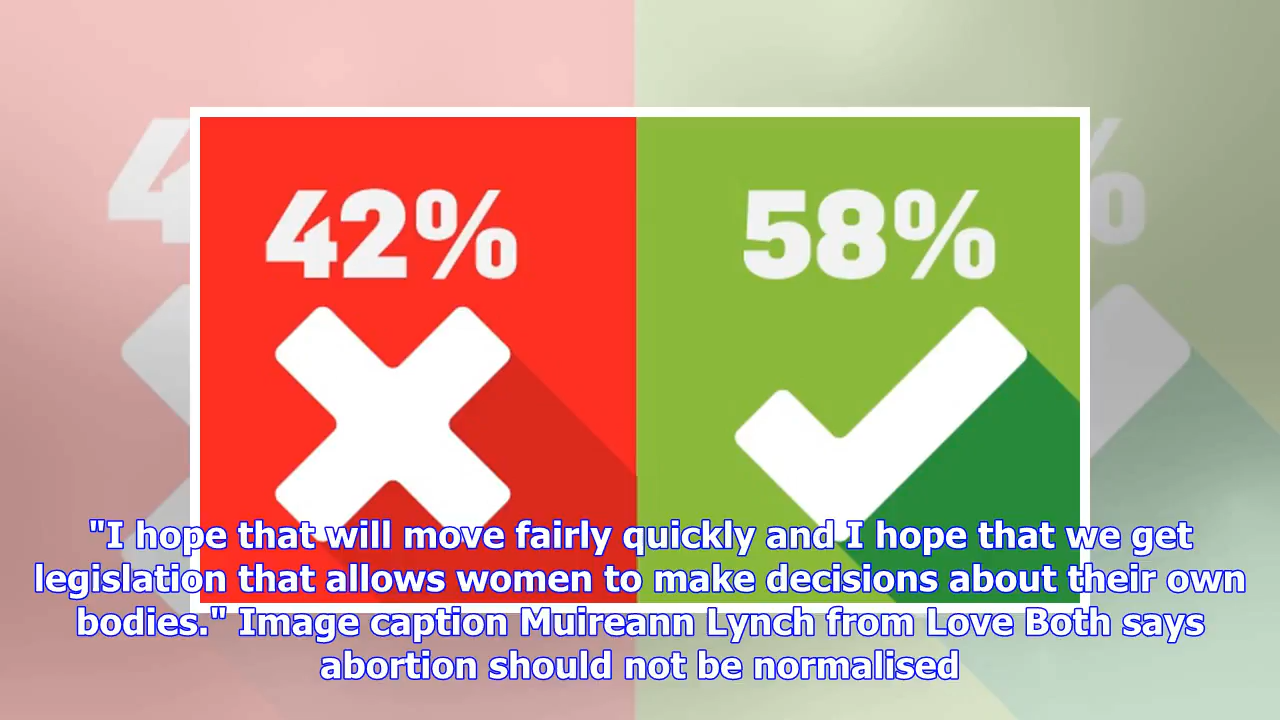 42% 58%
"I hope that will move fairly quickly and I hope that we get
legislation that allows women to make decisions about their own
bodies." Image caption Muireann Lynch from Love Both says
abortion should not be normalised